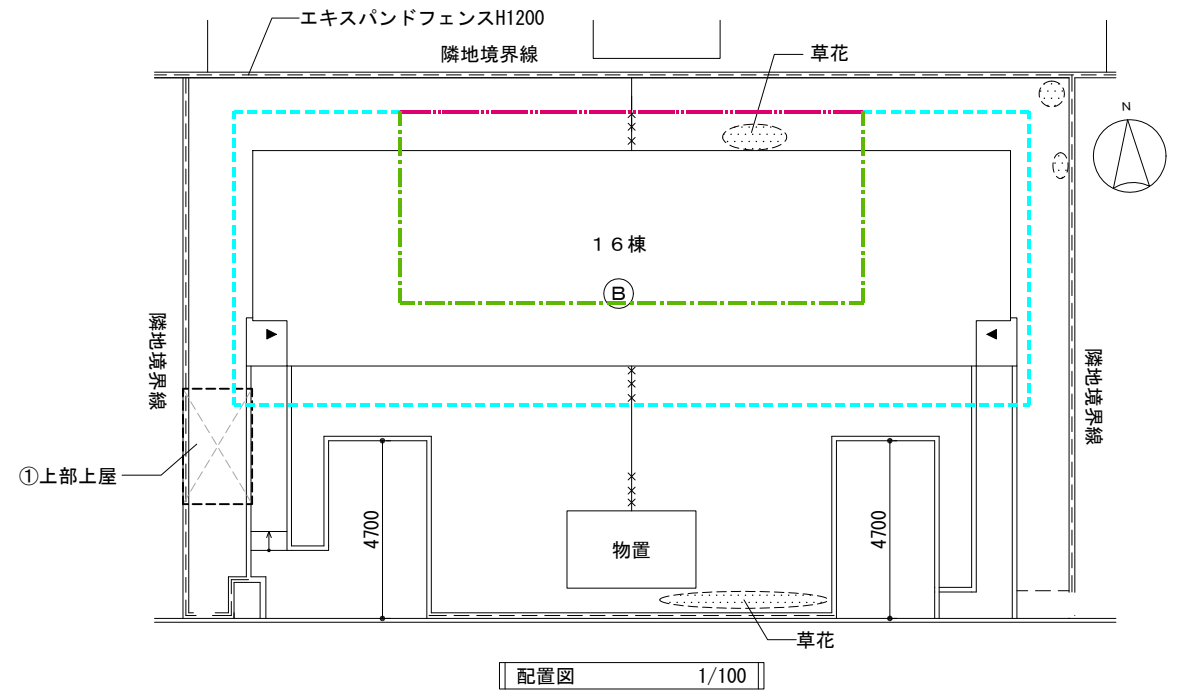 エキスパンドフェンスH1200
隣地境界線
草花
N
１６棟
B
隣地境界線
隣地境界線
①上部上屋
4700
4700
物置
草花
配置図 1/100